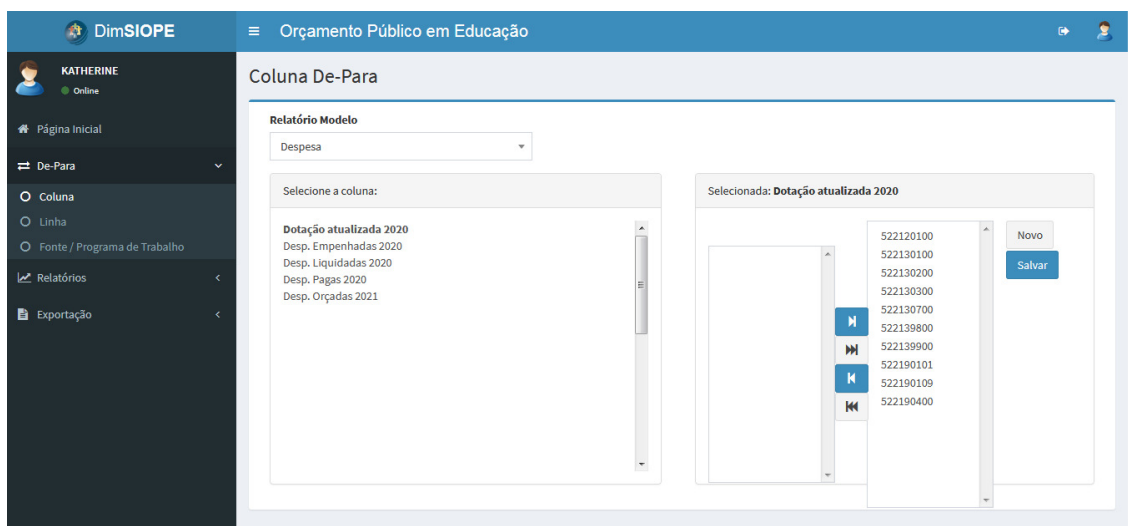 DimSIOPE
Orçamento Público em Educação
KATHERINE
Online
Página Inicial
De-Para
Coluna
Linha
Fonte / Programa de Trabalho
Relatórios
Exportação
Coluna De-Para
Relatório Modelo
Despesa
Selecione a coluna:
Dotação atualizada 2020
Desp. Empenhadas 2020
Desp. Liquidadas 2020
Desp. Pagas 2020
Desp. Orçadas 2021
Selecionada: Dotação atualizada 2020
522120100
522130100
522130200
522130300
522130700
522139800
522139900
522190101
522190109
522190400
Novo
Salvar